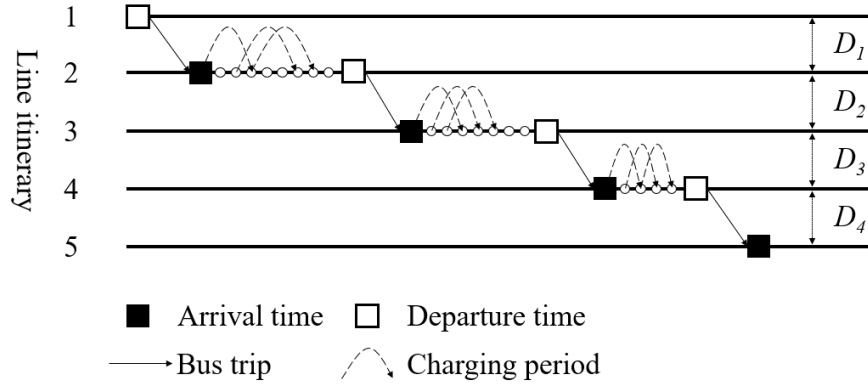 Line itinerary
1
2
3
4
5
D1
D2
D3
D4
Arrival time
Departure time
Bus trip
Charging period